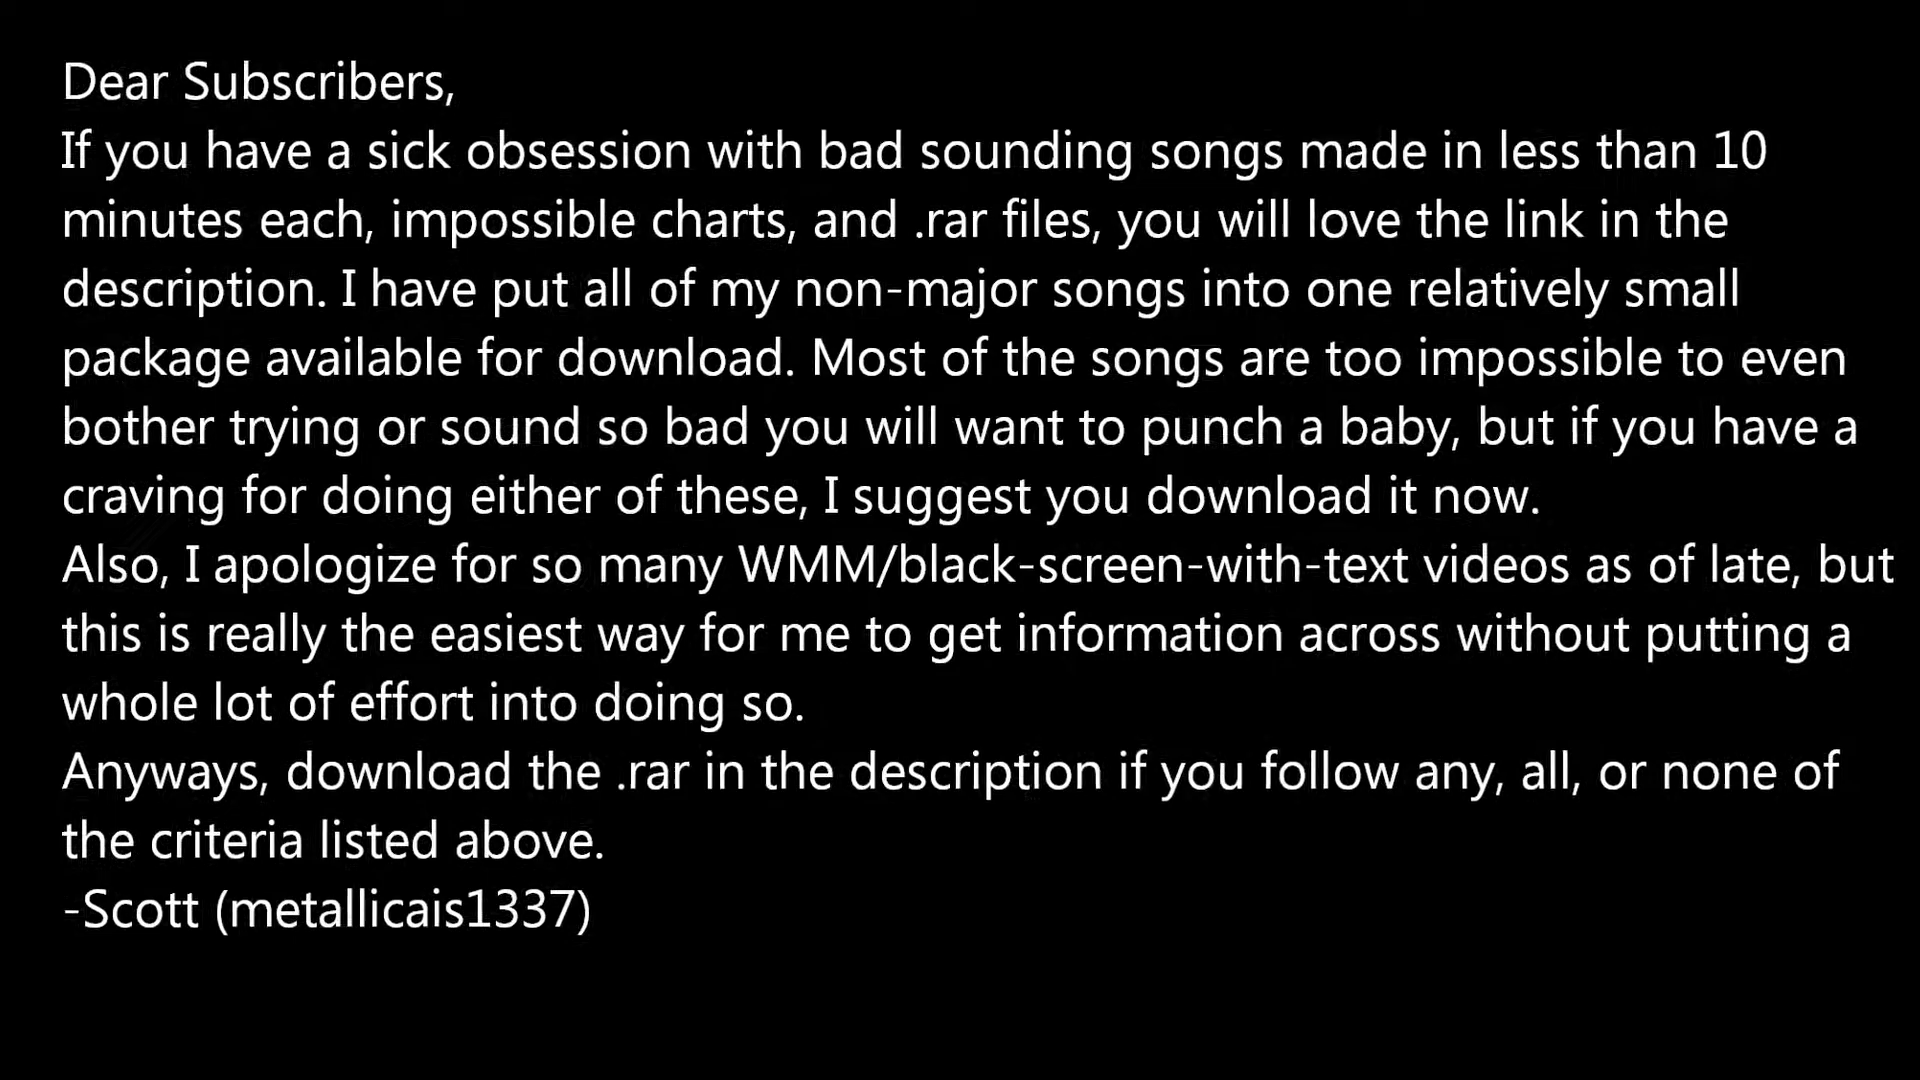 Dear Subscribers,
If you have a sick obsession with bad sounding songs made in less than 10
minutes each, impossible charts, and .rar files, you will love the link in the
description. I have put all of my non-major songs into one relatively small
package available for download. Most of the songs are too impossible to even
bother trying or sound so bad you will want to punch a baby, but if you have a
craving for doing either of these, I suggest you download it now.
Also, I apologize for so many WMM/black-screen-with-text videos as of late, but
this is really the easiest way for me to get information across without putting a
whole lot of effort into doing so.
Anyways, download the .rar in the description if you follow any, all, or none of
the criteria listed above.
-Scott (metallicais1337)